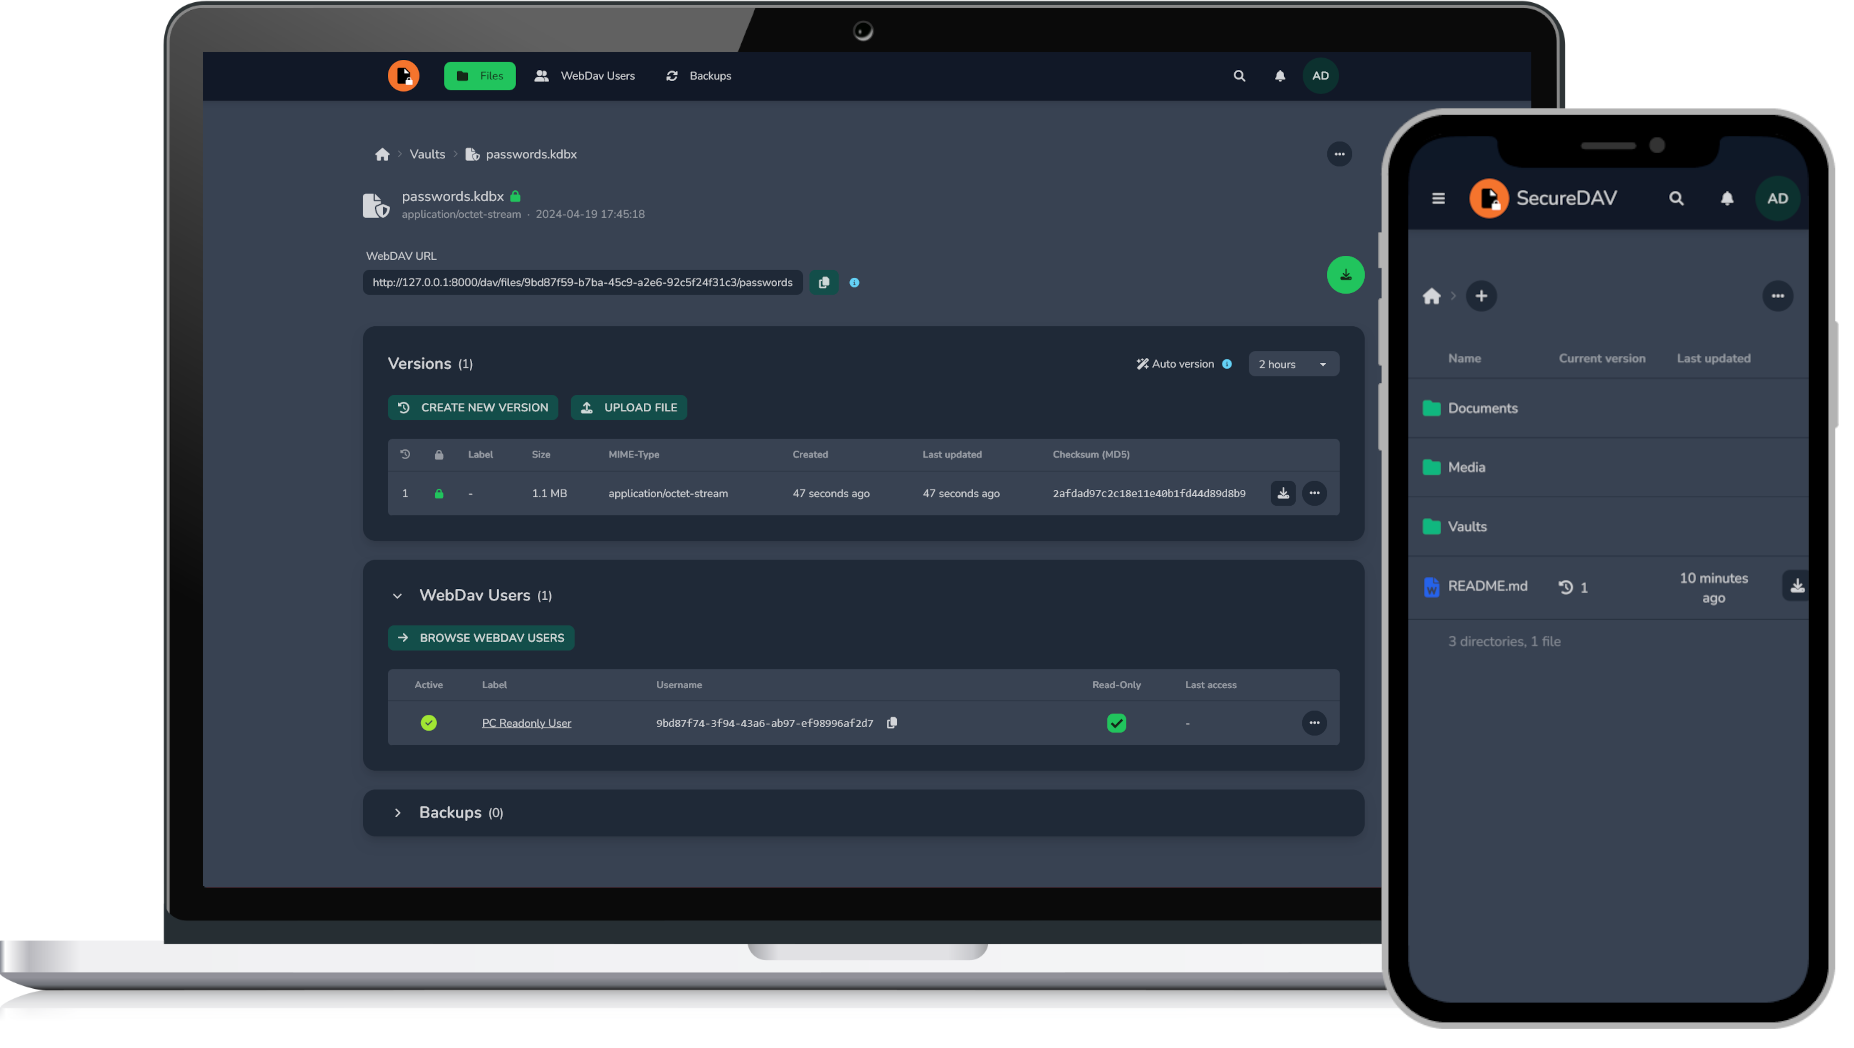 Files WebDav Users Backups AD
Vaults passwords.kdbx
passwords.kdbx
application/octet-stream · 2024-04-19 17:45:18
WebDAV URL
http://127.0.0.1:8000/dav/files/9bd87f59-b7ba-45c9-a2e6-92c5f24f31c3/passwords
Versions (1) Auto version 2 hours
CREATE NEW VERSION UPLOAD FILE
Label Size MIME-Type Created Last updated Checksum (MD5)
1 - 1.1 MB application/octet-stream 47 seconds ago 47 seconds ago 2afdad97c2c18e11e40b1fd44d89d8b9
WebDav Users (1)
BROWSE WEBDAV USERS
Active Label Username Read-Only Last access
PC Readonly User 9bd87f74-3f94-43a6-ab97-ef98996af2d7 -
Backups (0)
SecureDAV AD
Name Current version Last updated
Documents
Media
Vaults
README.md 1 10 minutes
ago
3 directories, 1 file